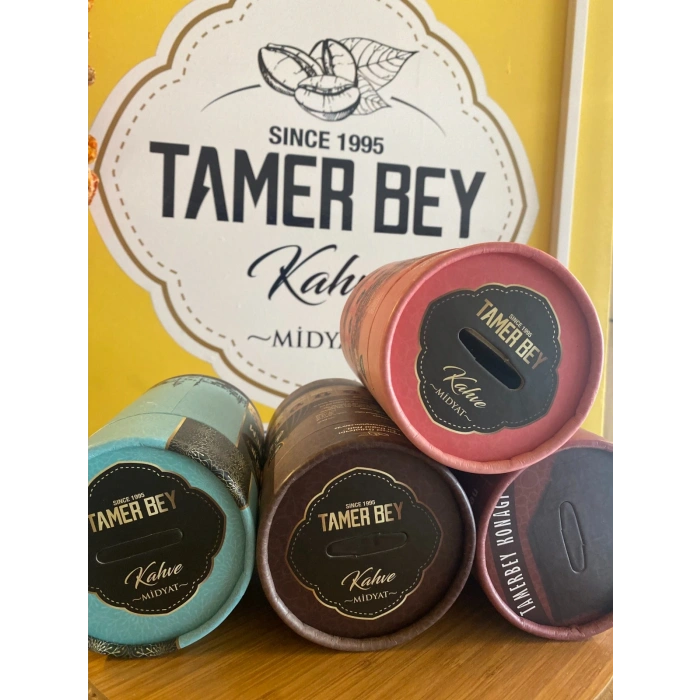 SINCE 1995
TAMER BEY
Kahve
~MİDYAT~
SINCE 1995
TAMER BEY
Kahve
~MİDYAT~
SINCE 1995
TAMER BEY
Kahve
~MİDYAT~
SINCE 1995
TAMER BEY
Kahve
~MİDYAT~
TAMERBEY KONAĞI